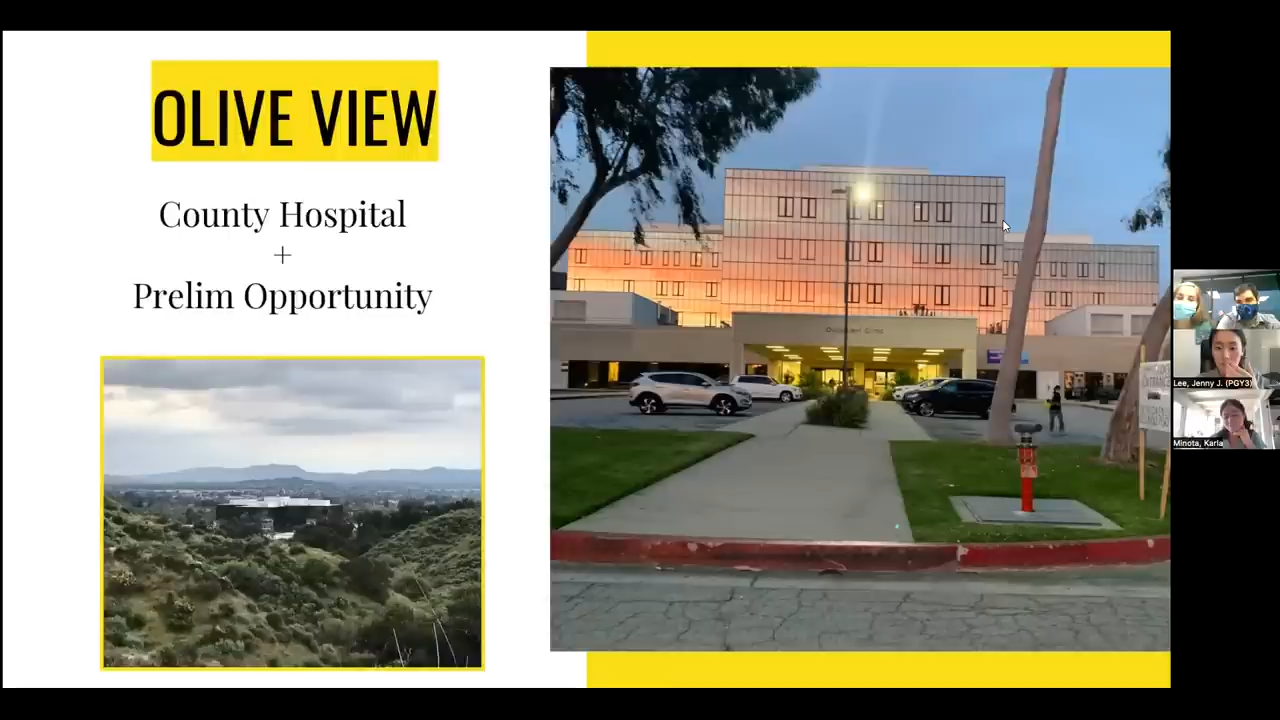 OLIVE VIEW
County Hospital
+
Prelim Opportunity
Lee, Jenny J. (PGY3)
Minota, Karla